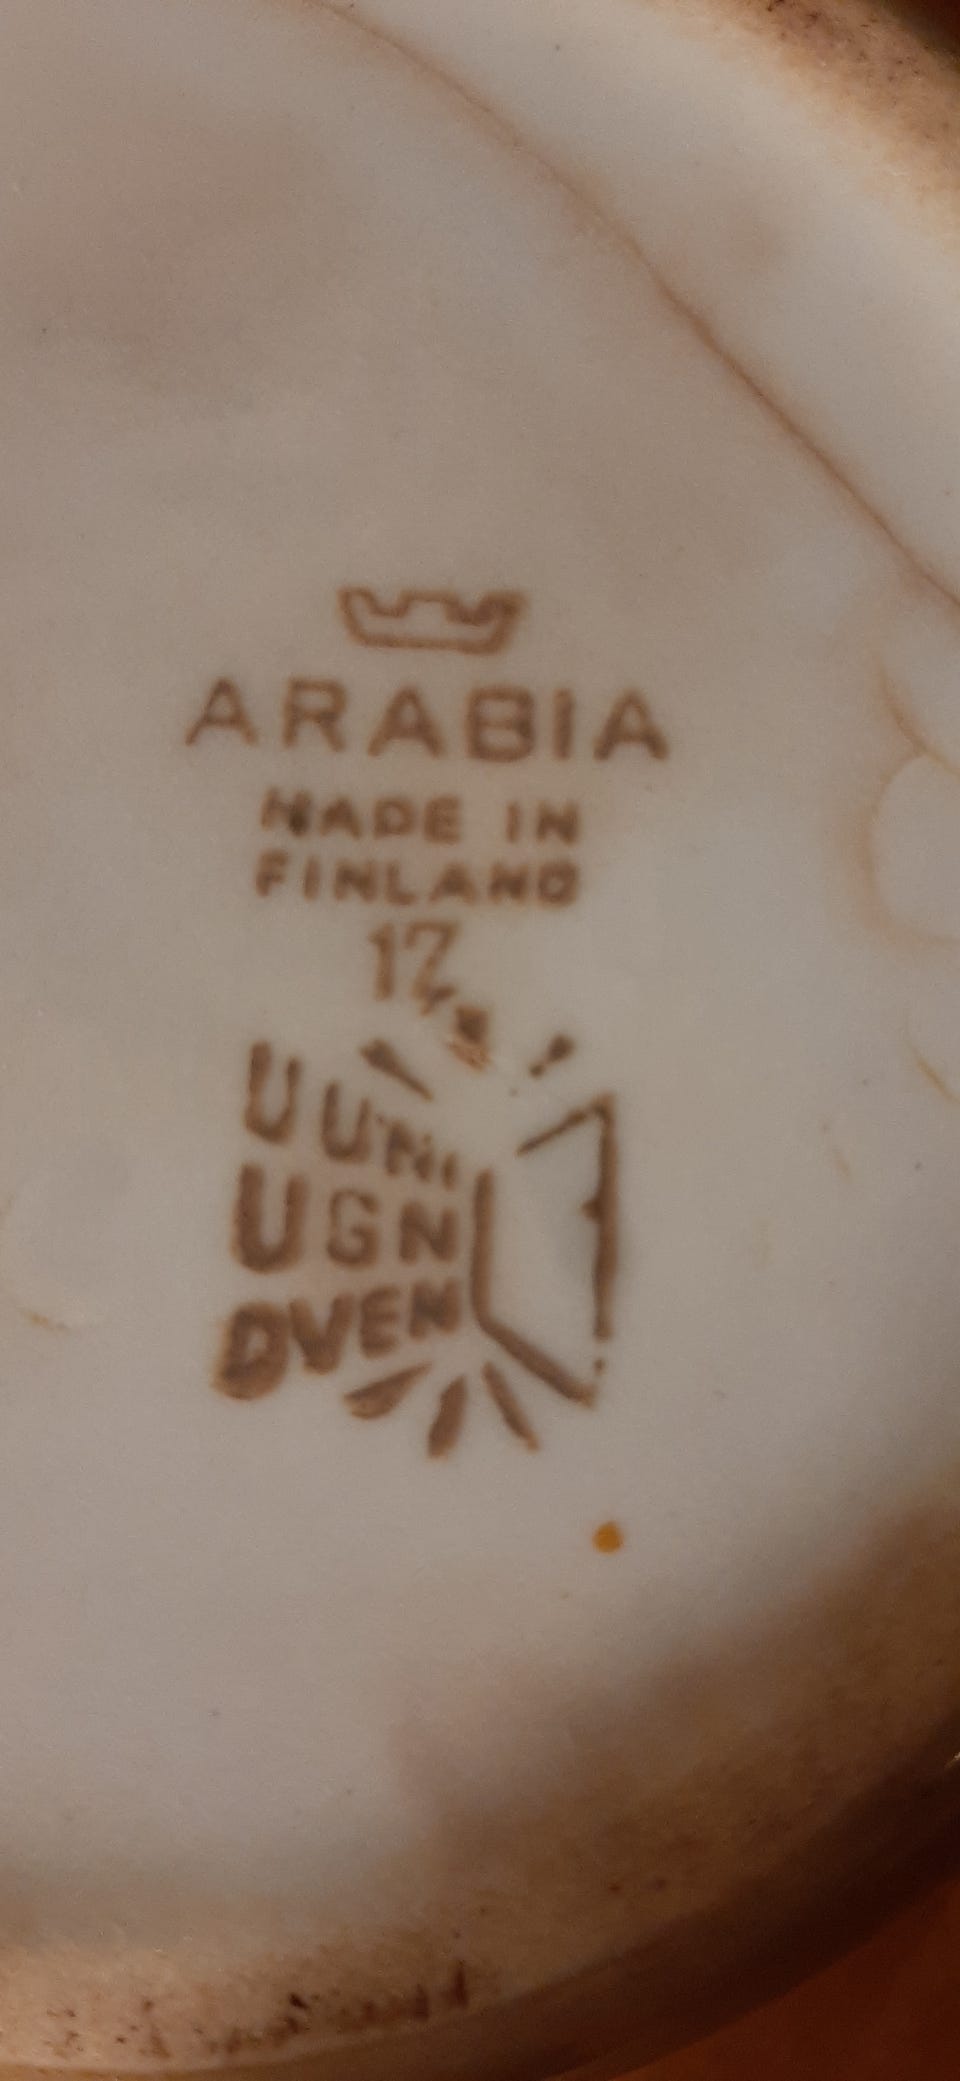 ARABIA
MADE IN
FINLAND
17
UUNI
UGN
OVEN